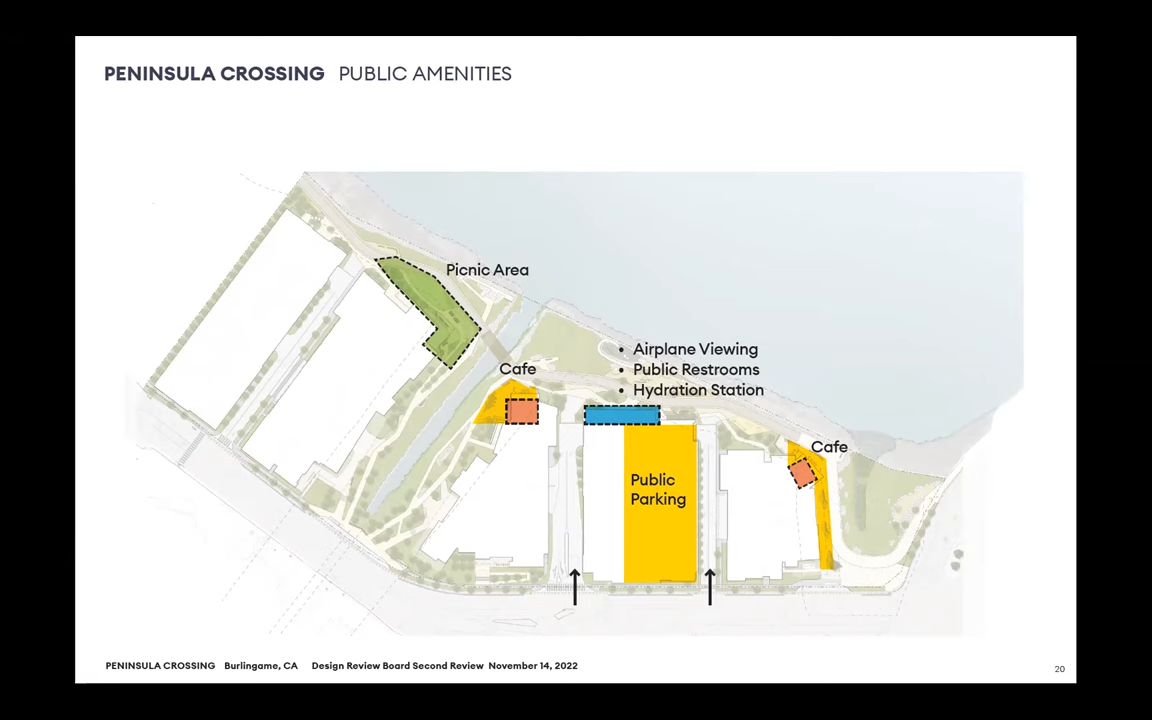 PENINSULA CROSSING PUBLIC AMENITIES
Picnic Area
• Airplane Viewing
• Public Restrooms
• Hydration Station
Cafe
Cafe
Public
Parking
PENINSULA CROSSING Burlingame, CA Design Review Board Second Review November 14, 2022
20